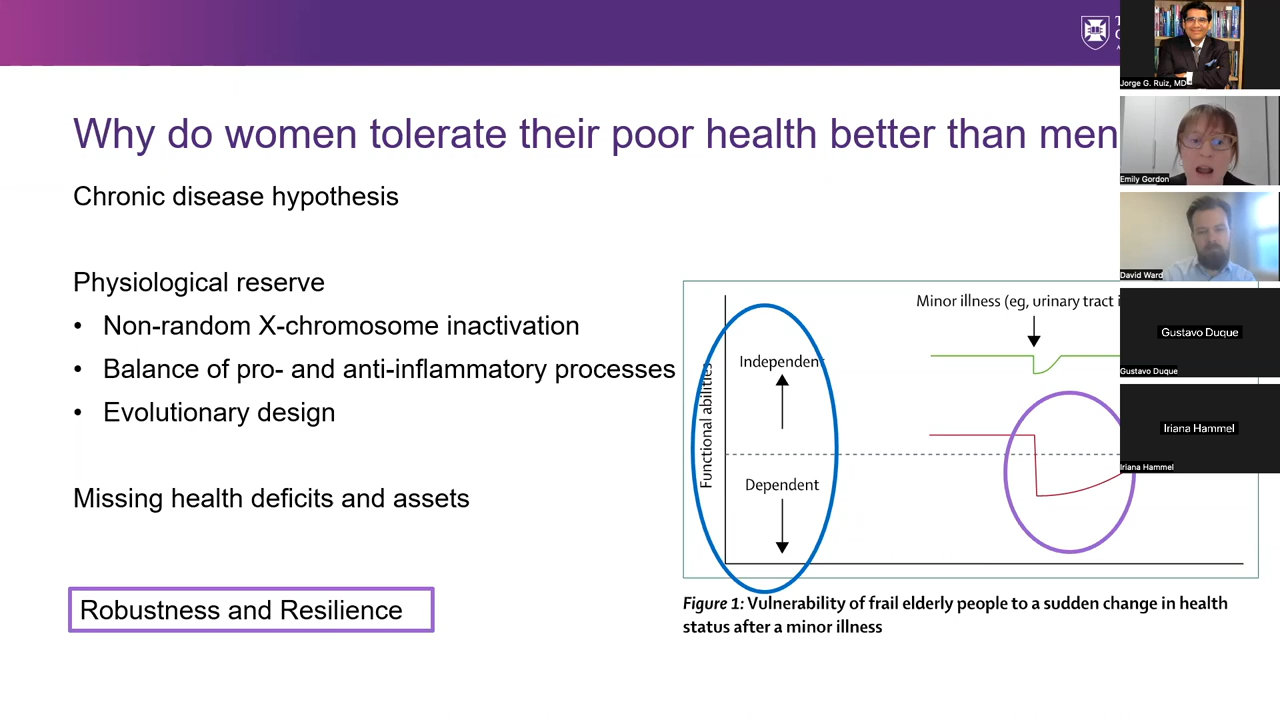 Why do women tolerate their poor health better than men
Chronic disease hypothesis
Physiological reserve
• Non-random X-chromosome inactivation
• Balance of pro- and anti-inflammatory processes
• Evolutionary design
Missing health deficits and assets
Robustness and Resilience
Functional abilities
Independent
Dependent
Minor illness (eg, urinary tract
Figure 1: Vulnerability of frail elderly people to a sudden change in health
status after a minor illness
Jorge G. Ruiz, MD
Emily Gordon
David Ward
Gustavo Duque
Gustavo Duque
Iriana Hammel
Iriana Hammel